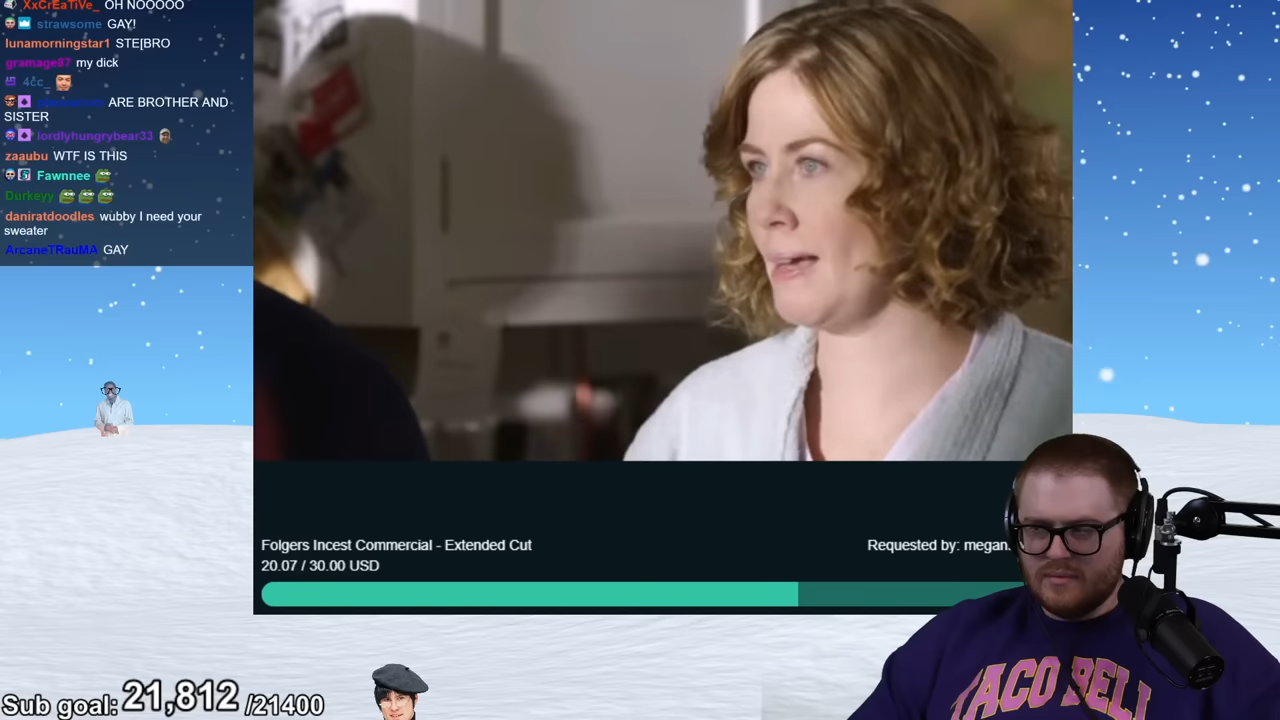 XxCrEaTiVe_ OH NOOOOO
strawsome GAY!
lunamorningstar1 STE[BRO
gramage87 my dick
4čc_
ARE BROTHER AND
SISTER
lordlyhungrybear33
zaaubu WTF IS THIS
Fawnnee
Durkeyy
daniratdoodles wubby I need your
sweater
ArcaneTRauMA GAY
Folgers Incest Commercial - Extended Cut
Requested by: megan
20.07 / 30.00 USD
TACO BELL
Sub goal: 21,812 /21400